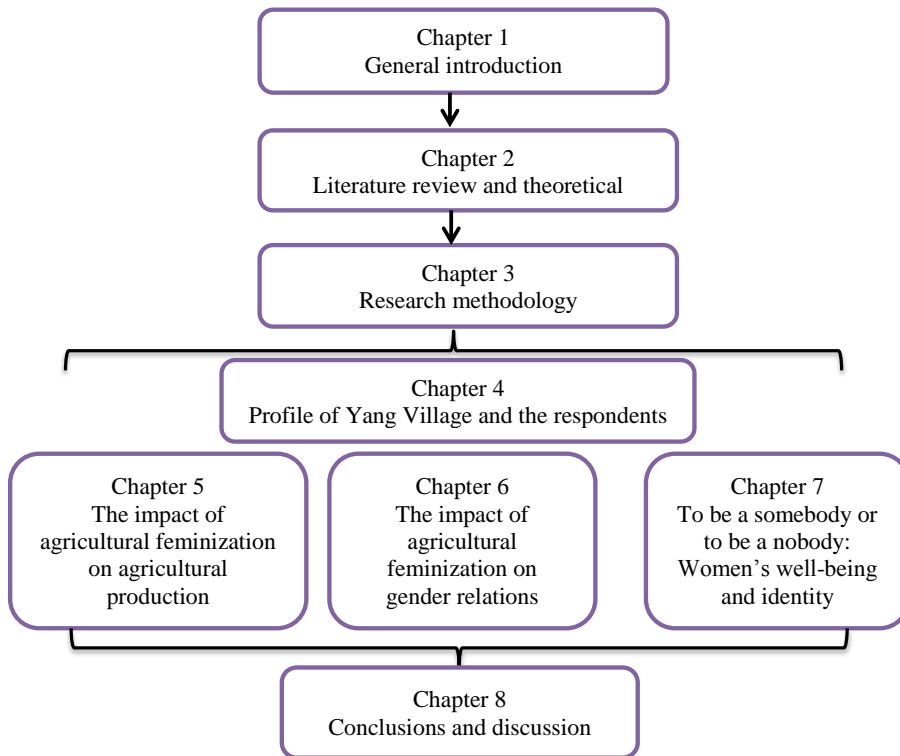 Chapter 1
General introduction
Chapter 2
Literature review and theoretical
Chapter 3
Research methodology
Chapter 4
Profile of Yang Village and the respondents
Chapter 5
The impact of
agricultural feminization
on agricultural
production
Chapter 6
The impact of
agricultural
feminization on
gender relations
Chapter 7
To be a somebody or
to be a nobody:
Women’s well-being
and identity
Chapter 8
Conclusions and discussion